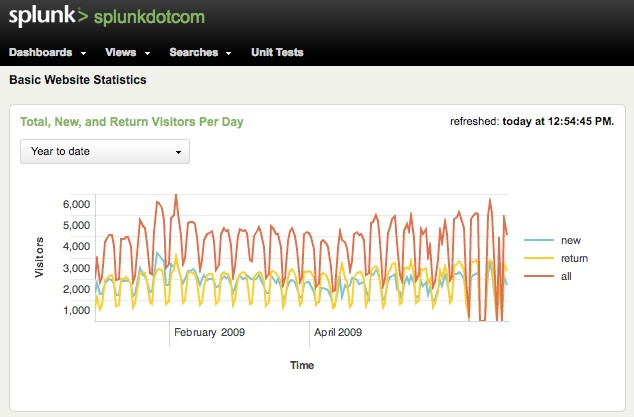 splunk> splunkdotcom
Dashboards Views Searches Unit Tests
Basic Website Statistics
Total, New, and Return Visitors Per Day
refreshed: today at 12:54:45 PM.
Year to date
6,000
5,000
4,000
3,000
2,000
1,000
Visitors
new
return
all
February 2009
April 2009
Time